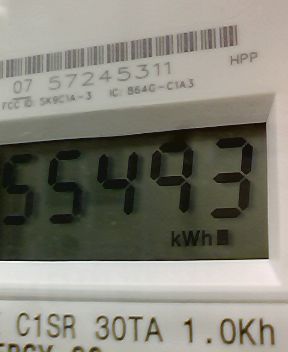 HPP
07 57245311
FCC ID: SK9C1A-3 IC: 864G-C1A3
55493
kWh
C1SR 30TA 1.0Kh